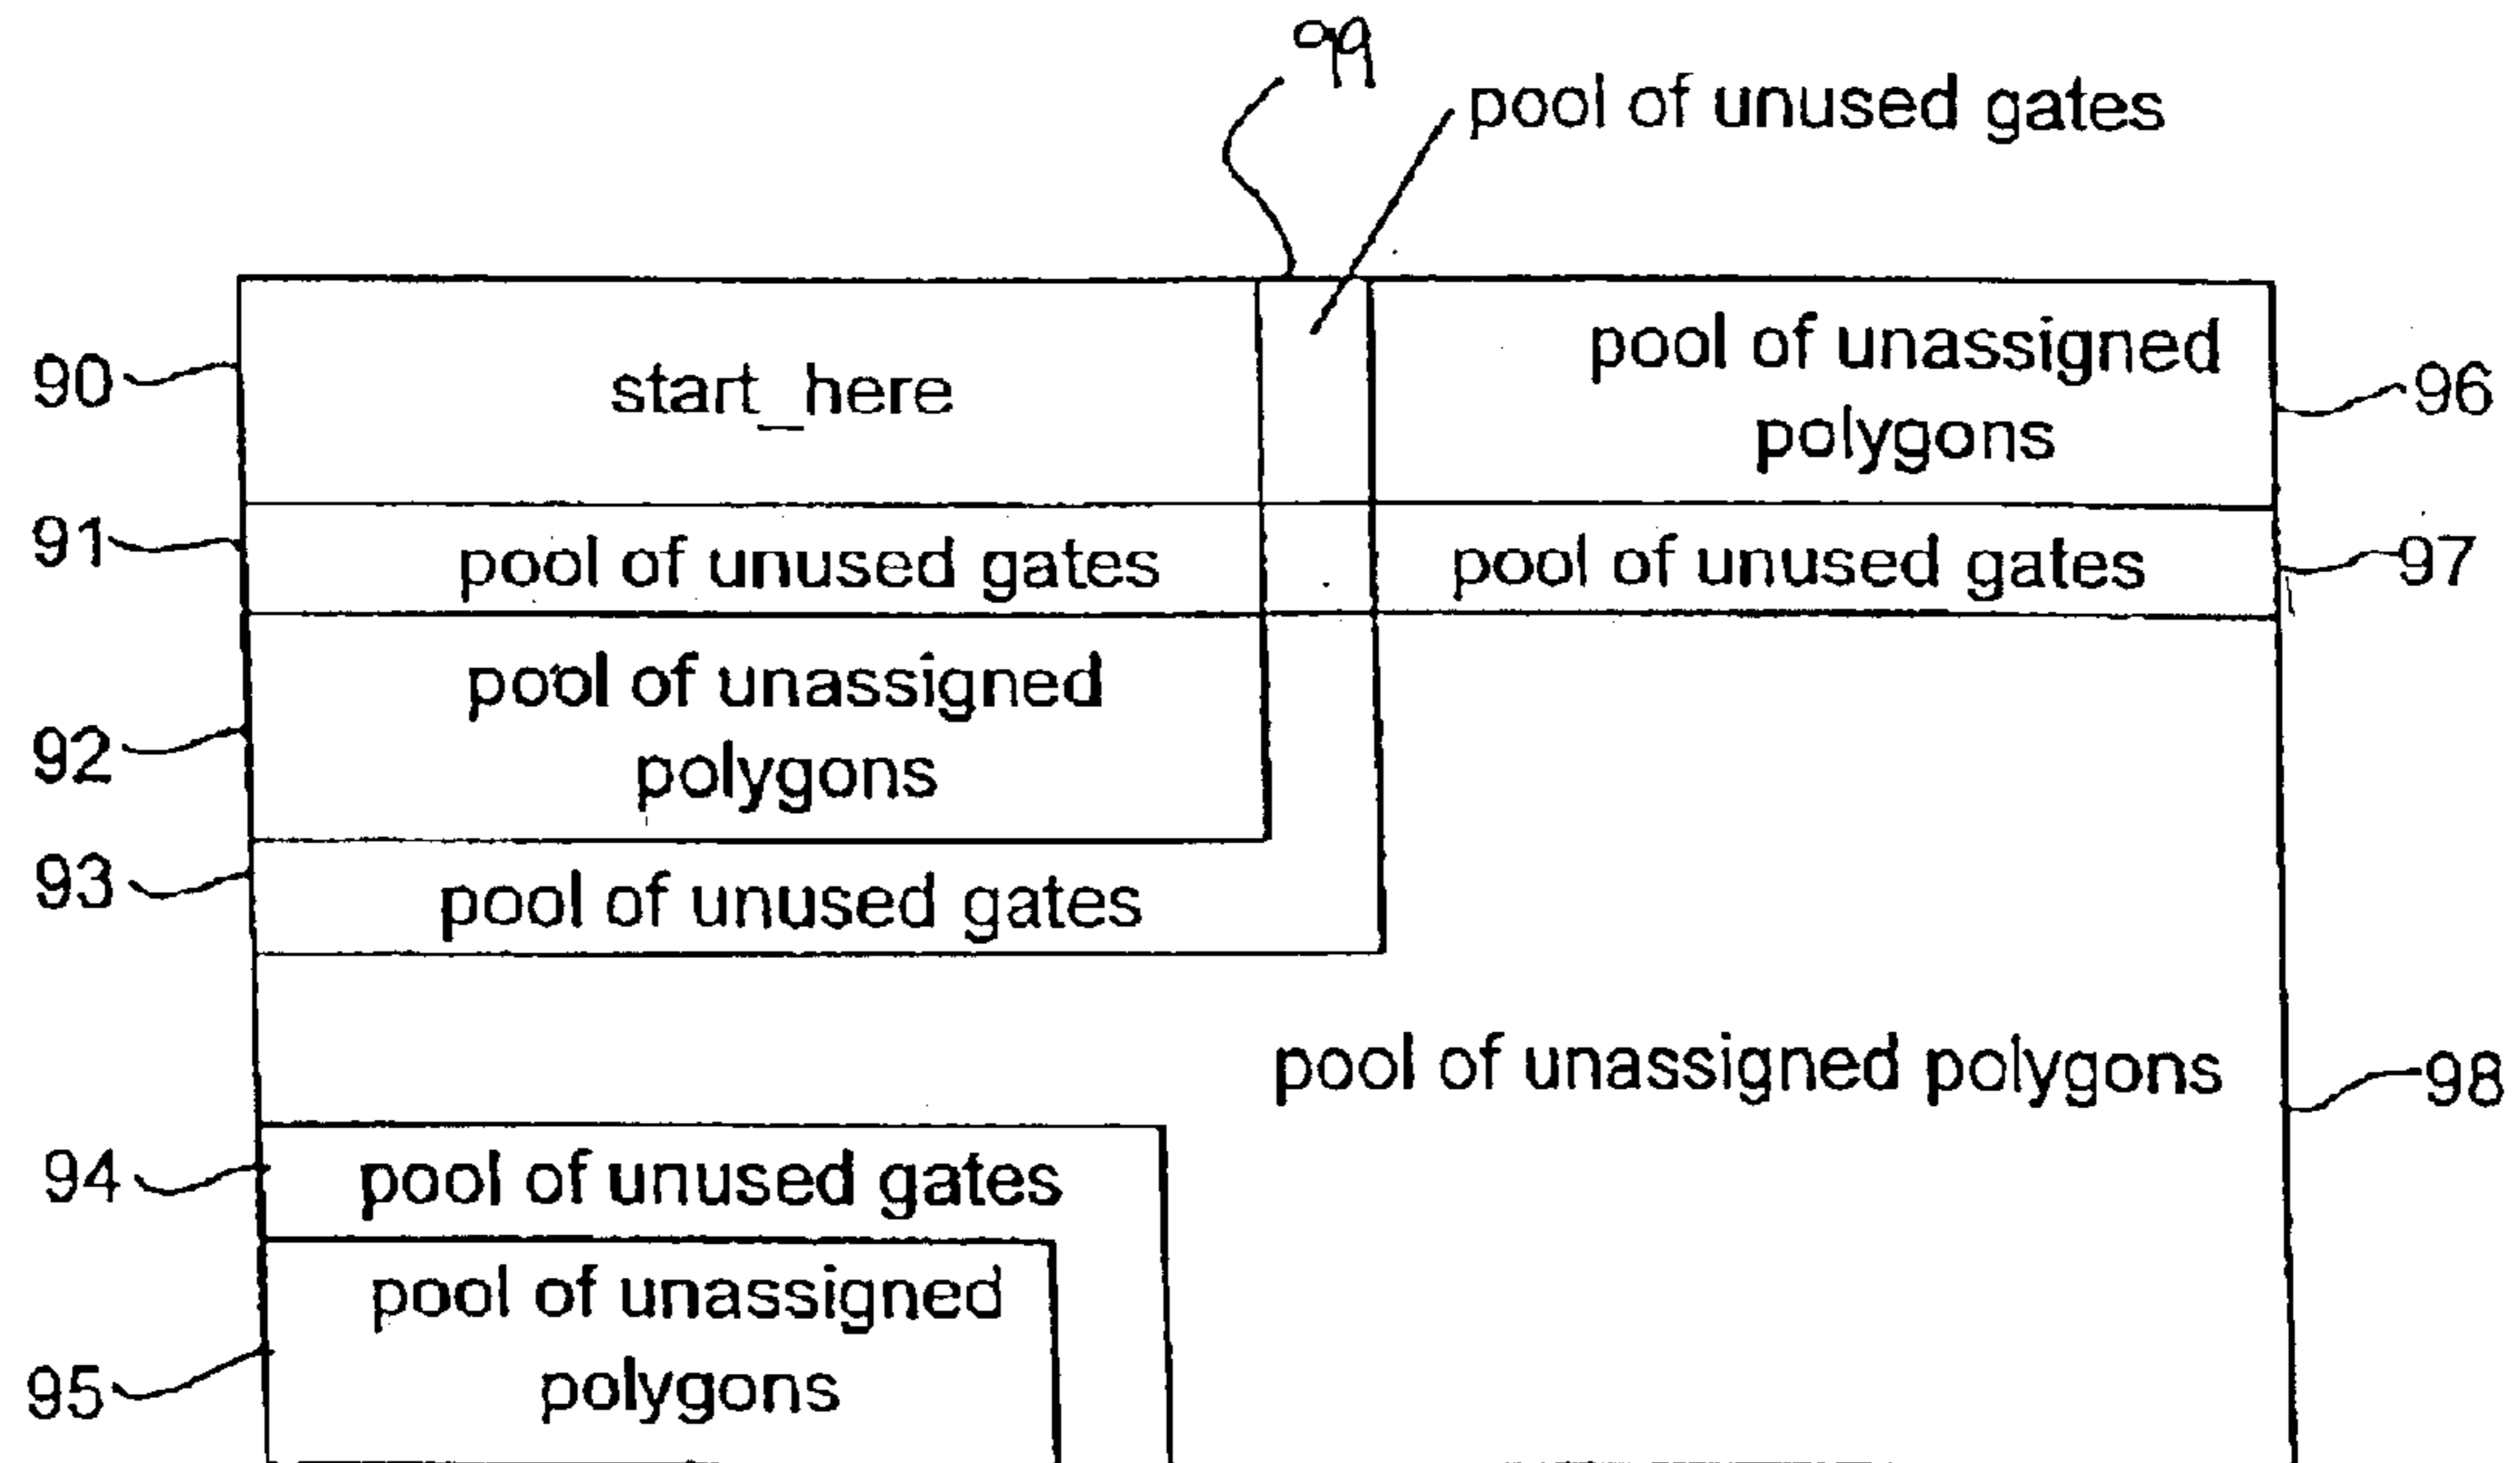 99
pool of unused gates
90
start_here
pool of unassigned
polygons
96
91
pool of unused gates
pool of unused gates
97
92
pool of unassigned
polygons
93
pool of unused gates
pool of unassigned polygons
98
94
pool of unused gates
95
pool of unassigned
polygons